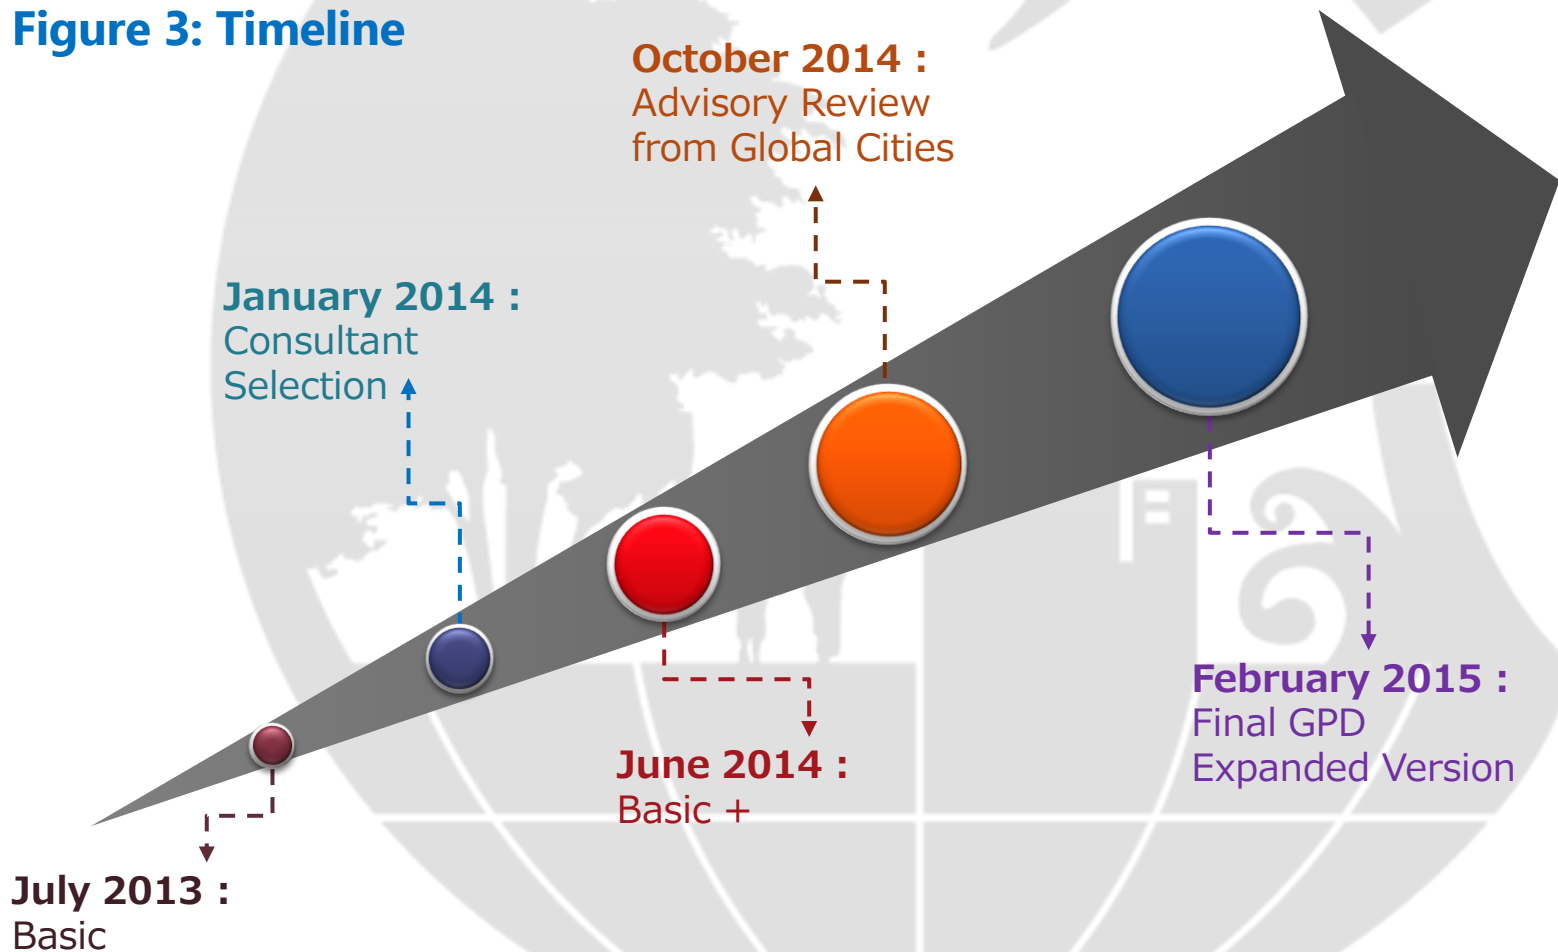 Figure 3: Timeline
October 2014 :
Advisory Review
from Global Cities
January 2014 :
Consultant
Selection
June 2014 :
Basic +
February 2015 :
Final GPD
Expanded Version
July 2013 :
Basic